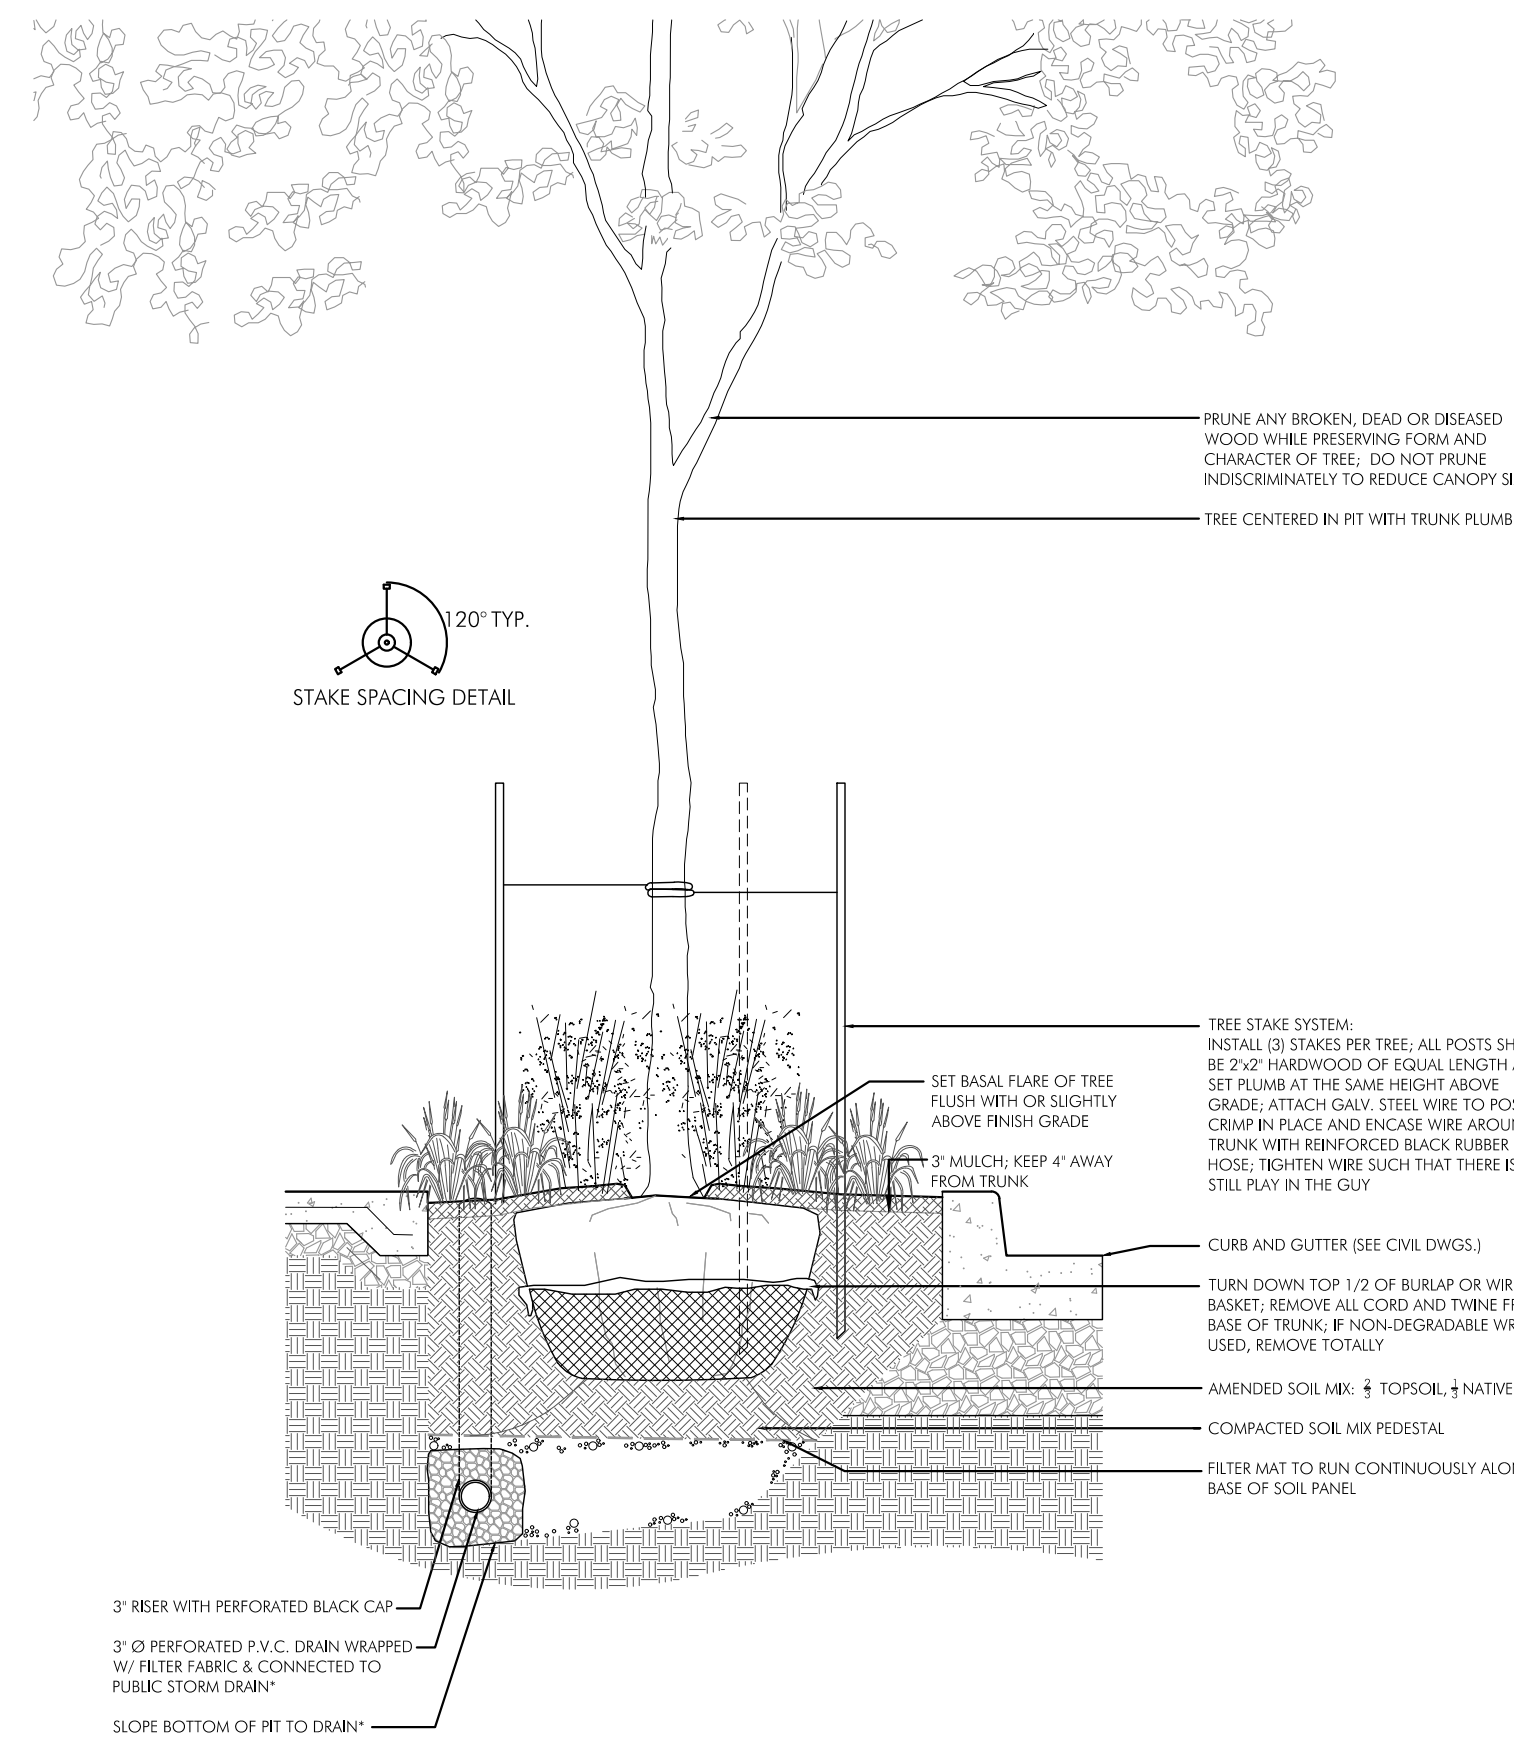 PRUNE ANY BROKEN, DEAD OR DISEASED
WOOD WHILE PRESERVING FORM AND
CHARACTER OF TREE; DO NOT PRUNE
INDISCRIMINATELY TO REDUCE CANOPY
TREE CENTERED IN PIT WITH TRUNK PLUMB
120° TYP.
STAKE SPACING DETAIL
TREE STAKE SYSTEM:
INSTALL (3) STAKES PER TREE; ALL POSTS
BE 2"x2" HARDWOOD OF EQUAL LENGTH
SET PLUMB AT THE SAME HEIGHT ABOVE
GRADE; ATTACH GALV. STEEL WIRE TO
CRIMP IN PLACE AND ENCASE WIRE
TRUNK WITH REINFORCED BLACK RUBBER
HOSE; TIGHTEN WIRE SUCH THAT THERE IS
STILL PLAY IN THE GUY
SET BASAL FLARE OF TREE
FLUSH WITH OR SLIGHTLY
ABOVE FINISH GRADE
3" MULCH; KEEP 4" AWAY
FROM TRUNK
CURB AND GUTTER (SEE CIVIL DWGS.)
TURN DOWN TOP 1/2 OF BURLAP OR
BASKET; REMOVE ALL CORD AND TWINE
BASE OF TRUNK; IF NON-DEGRADABLE
USED, REMOVE TOTALLY
AMENDED SOIL MIX: 2/3 TOPSOIL, 1/3 NATIVE
COMPACTED SOIL MIX PEDESTAL
FILTER MAT TO RUN CONTINUOUSLY
BASE OF SOIL PANEL
3" RISER WITH PERFORATED BLACK CAP
3" Ø PERFORATED P.V.C. DRAIN WRAPPED
W/ FILTER FABRIC & CONNECTED TO
PUBLIC STORM DRAIN*
SLOPE BOTTOM OF PIT TO DRAIN*